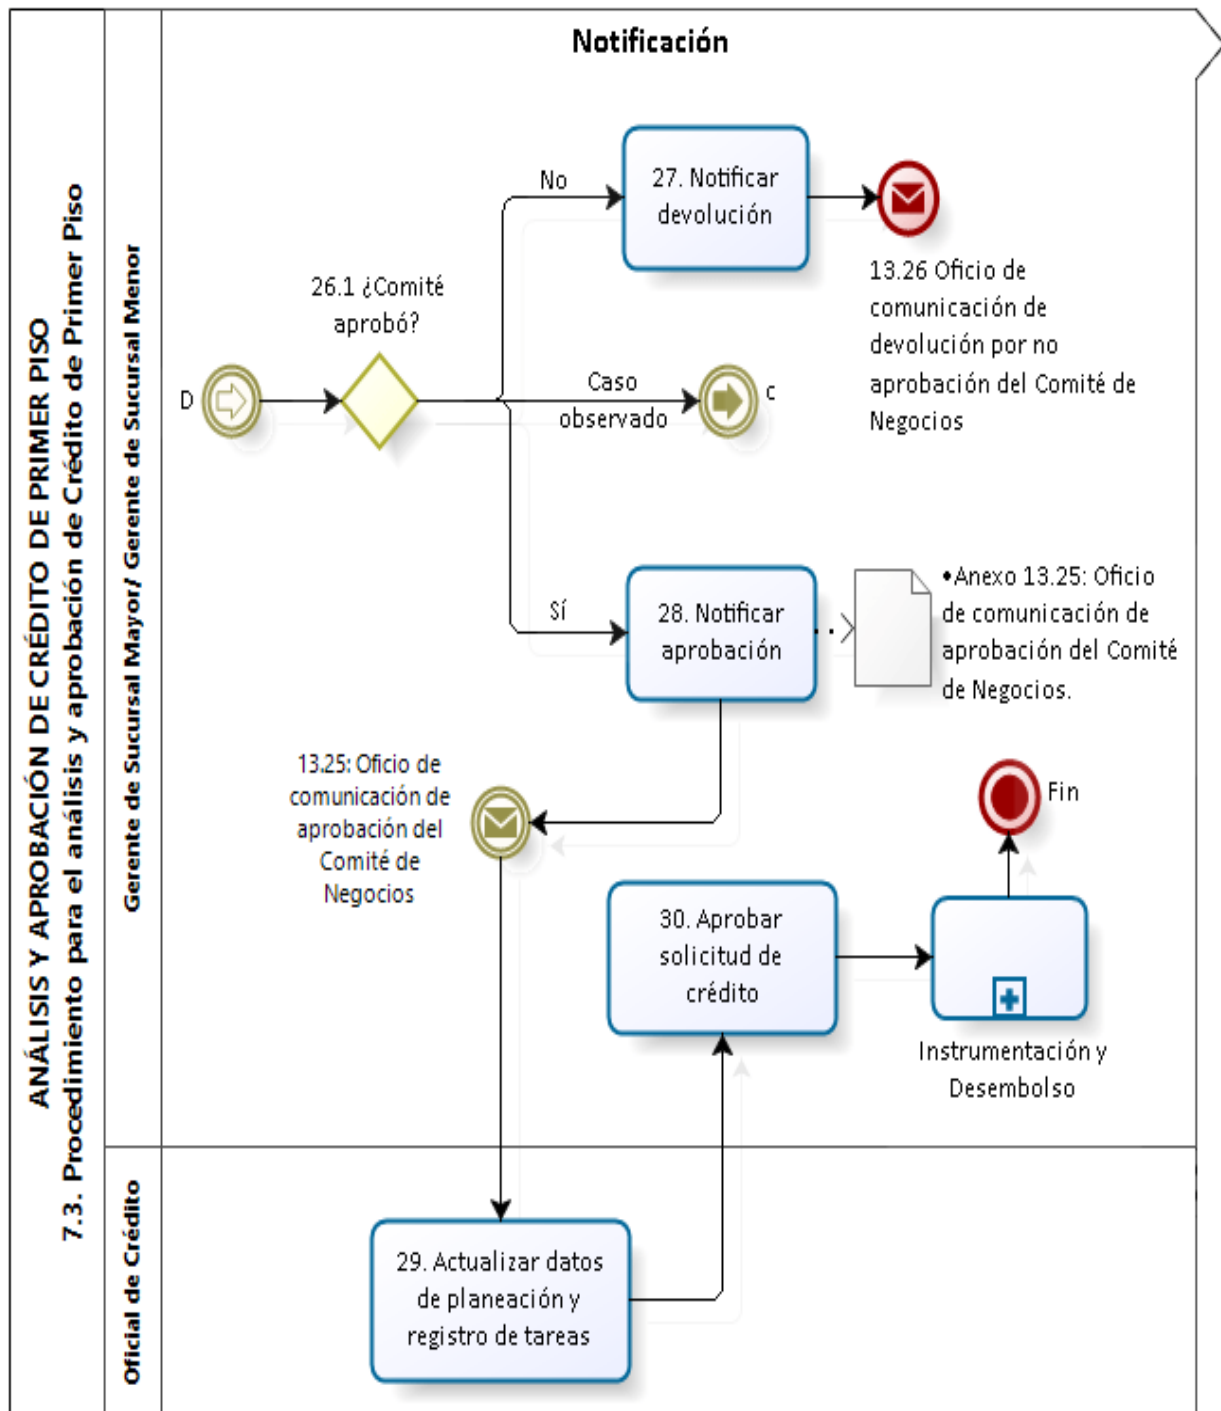 Notificación
ANÁLISIS Y APROBACIÓN DE CRÉDITO DE PRIMER PISO
7.3. Procedimiento para el análisis y aprobación de Crédito de Primer Piso
Gerente de Sucursal Mayor/ Gerente de Sucursal Menor
D
26.1 ¿Comité
aprobó?
No
27. Notificar
devolución
13.26 Oficio de
comunicación de
devolución por no
aprobación del Comité de
Negocios
Caso
observado
c
Sí
28. Notificar
aprobación
•Anexo 13.25: Oficio
de comunicación de
aprobación del Comité
de Negocios.
13.25: Oficio de
comunicación de
aprobación del
Comité de
Negocios
Fin
30. Aprobar
solicitud de
crédito
Instrumentación y
Desembolso
Oficial de Crédito
29. Actualizar datos
de planeación y
registro de tareas